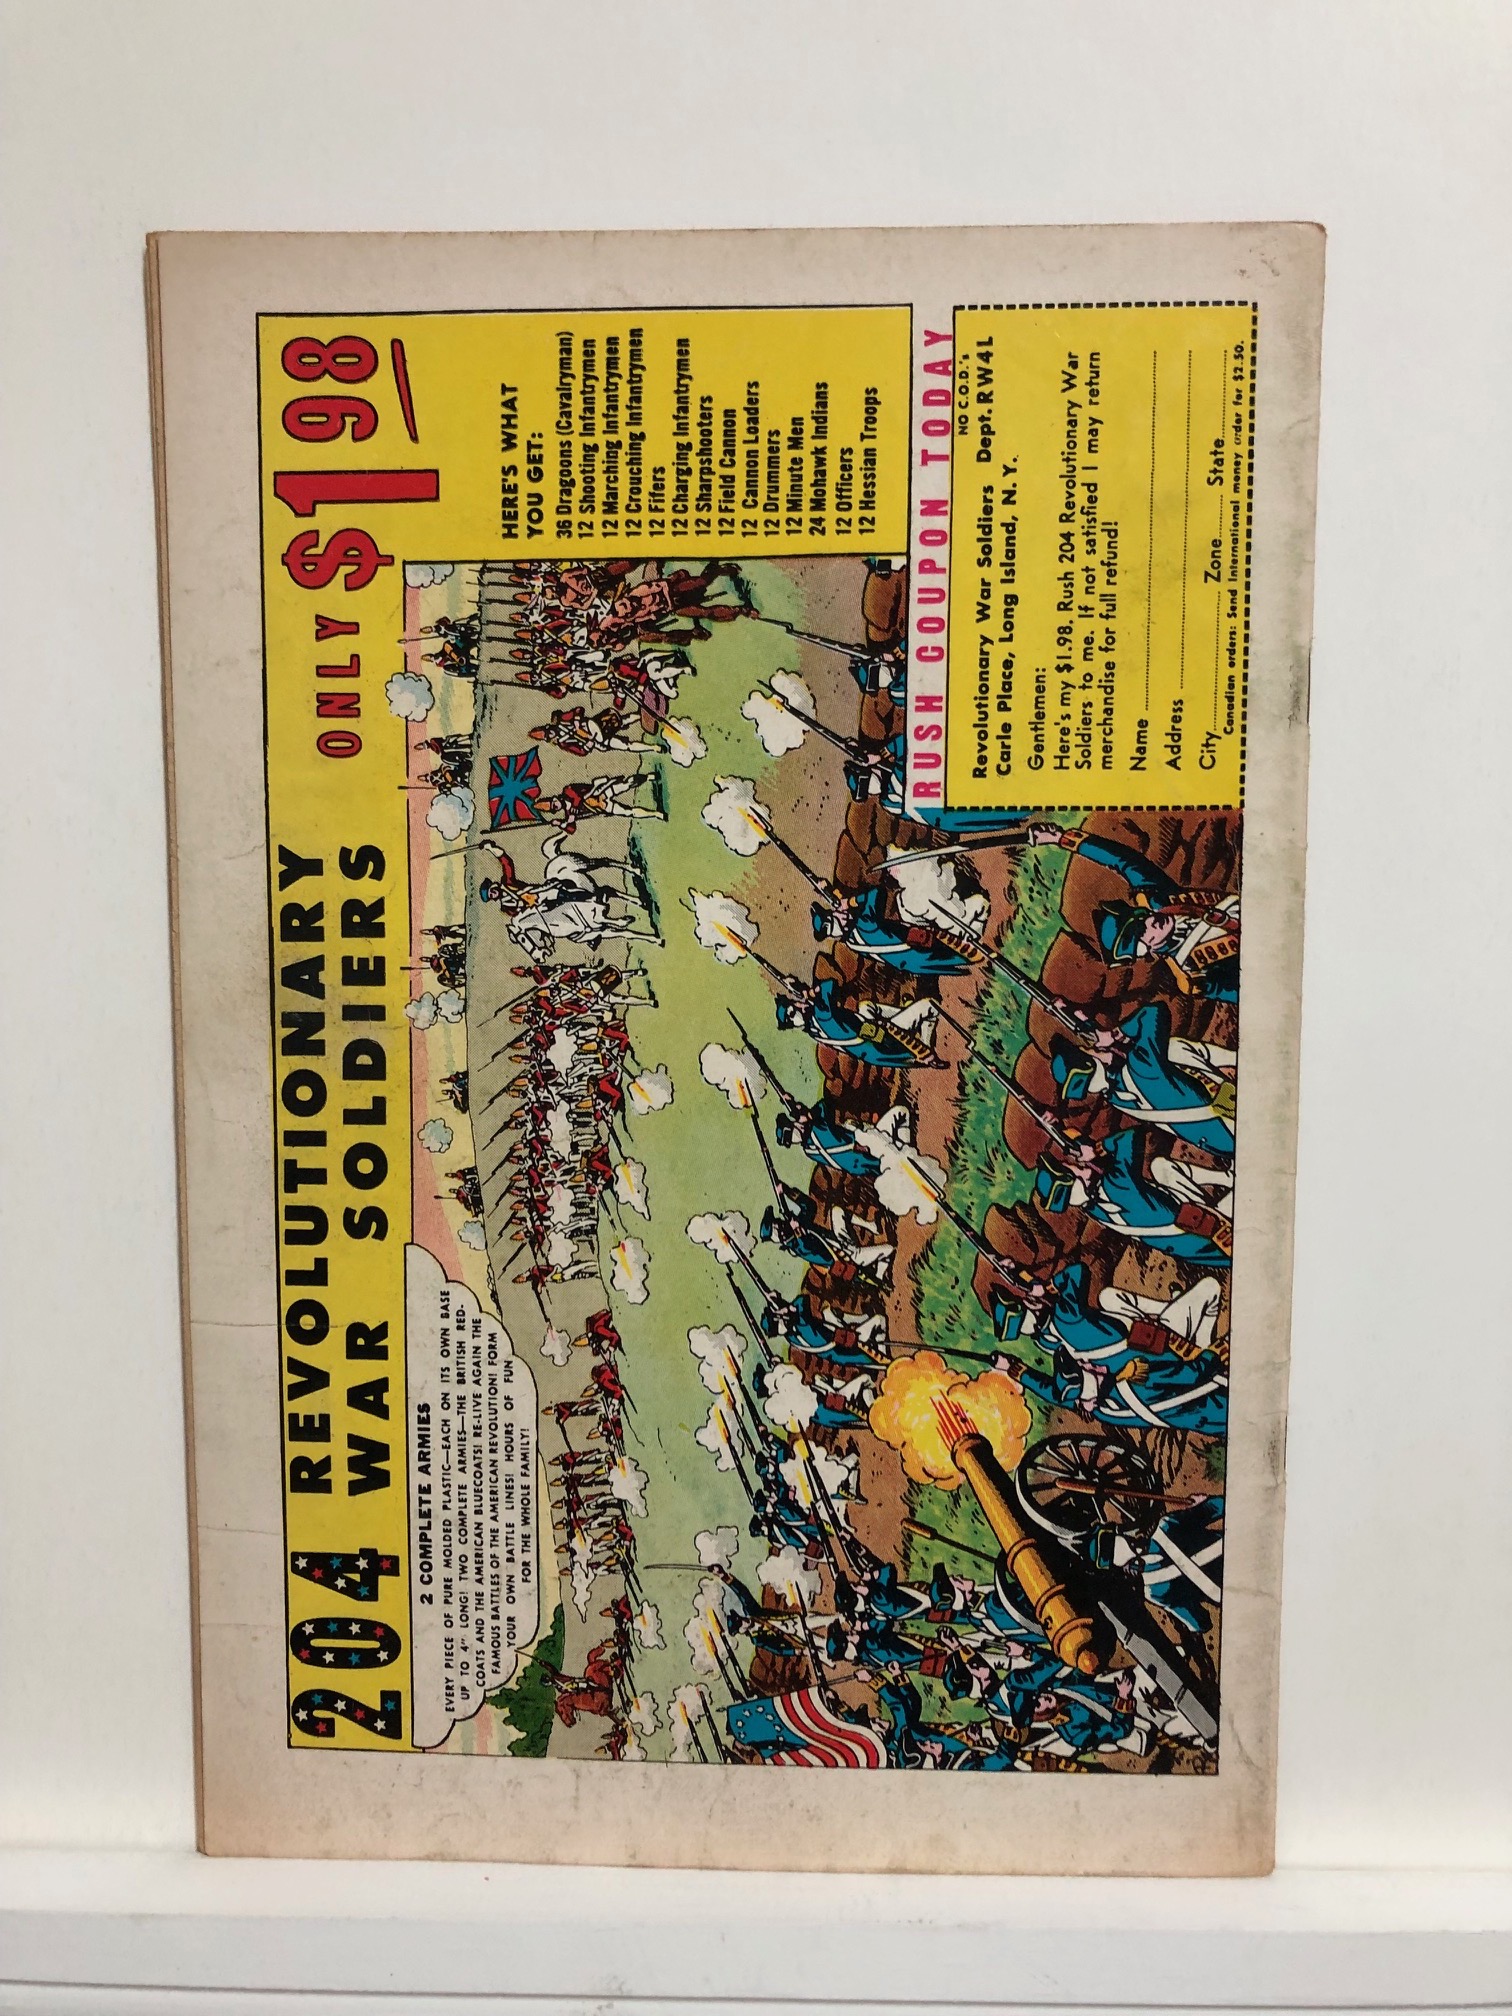 204 REVOLUTIONARY
WAR SOLDIERS ONLY $198
2 COMPLETE ARMIES
EVERY PIECE OF PURE MOLDED PLASTIC—EACH ON ITS OWN BASE
UP TO 4" LONG! TWO COMPLETE ARMIES—THE BRITISH RED-
COATS AND THE AMERICAN BLUECOATS! RE-LIVE AGAIN THE
FAMOUS BATTLES OF THE AMERICAN REVOLUTION! FORM
YOUR OWN BATTLE LINES! HOURS OF FUN
FOR THE WHOLE FAMILY!
HERE'S WHAT
YOU GET:
36 Dragoons (Cavalryman)
12 Shooting Infantrymen
12 Marching Infantrymen
12 Crouching Infantrymen
12 Fifers
12 Charging Infantrymen
12 Sharpshooters
12 Field Cannon
12 Cannon Loaders
12 Drummers
12 Minute Men
24 Mohawk Indians
12 Officers
12 Hessian Troops
RUSH COUPON TODAY
NO C.O.D.'s
Revolutionary War Soldiers Dept. RW4L
Carle Place, Long Island, N.Y.
Gentlemen:
Here's my $1.98. Rush 204 Revolutionary War
Soldiers to me. If not satisfied I may return
merchandise for full refund!
Name
Address
City Zone State
Canadian orders: Send International money order for $2.50.